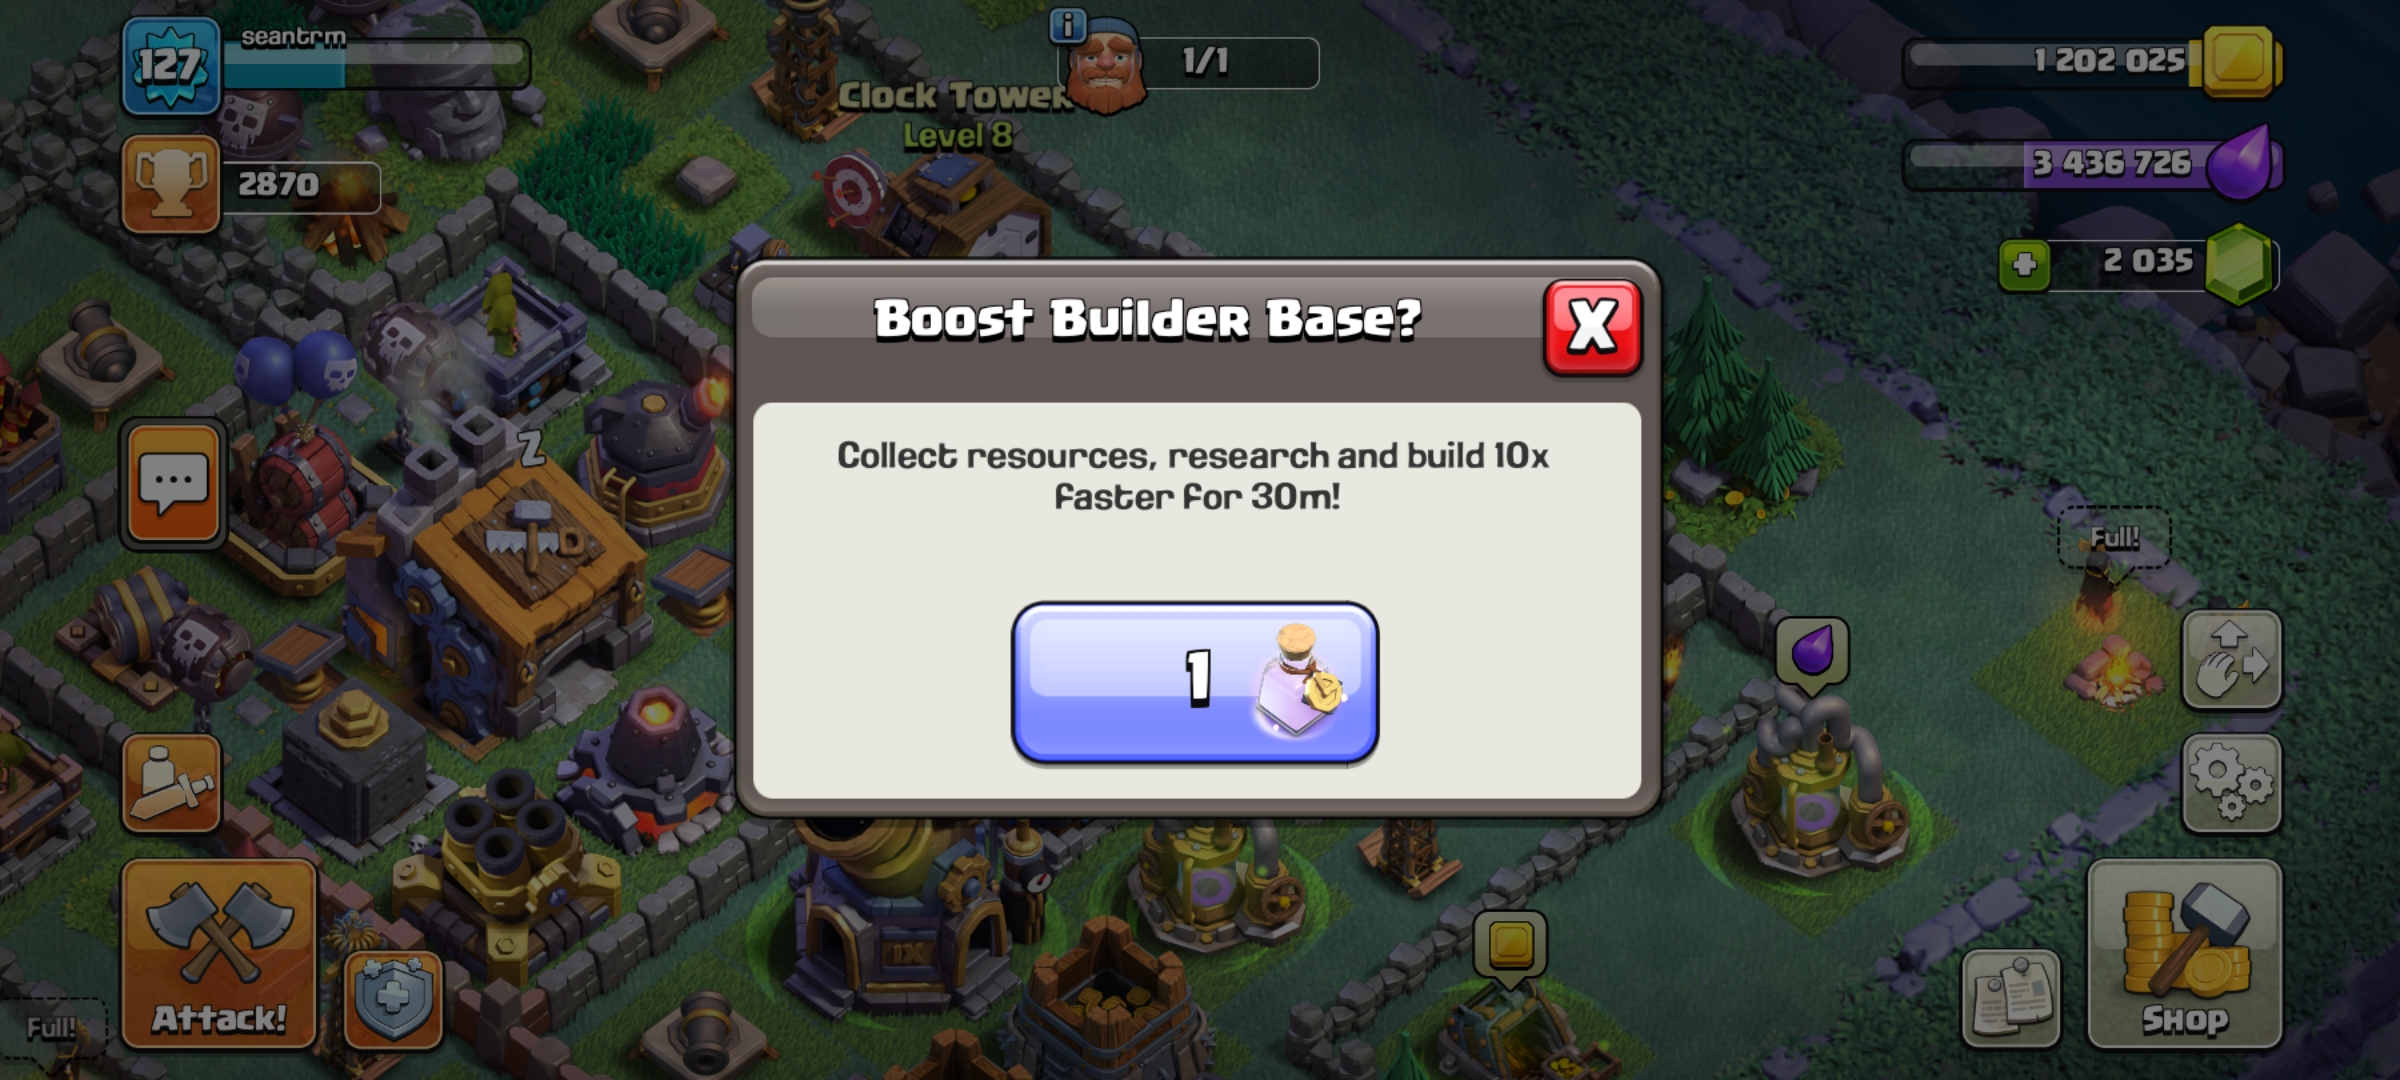 127
seantrm
i
1/1
1 202 025
Clock Tower
Level 8
3 436 726
2870
2 035
Boost Builder Base?
X
Collect resources, research and build 10x
faster for 30m!
Z
Full!
1
IX
Attack!
Full!
Shop